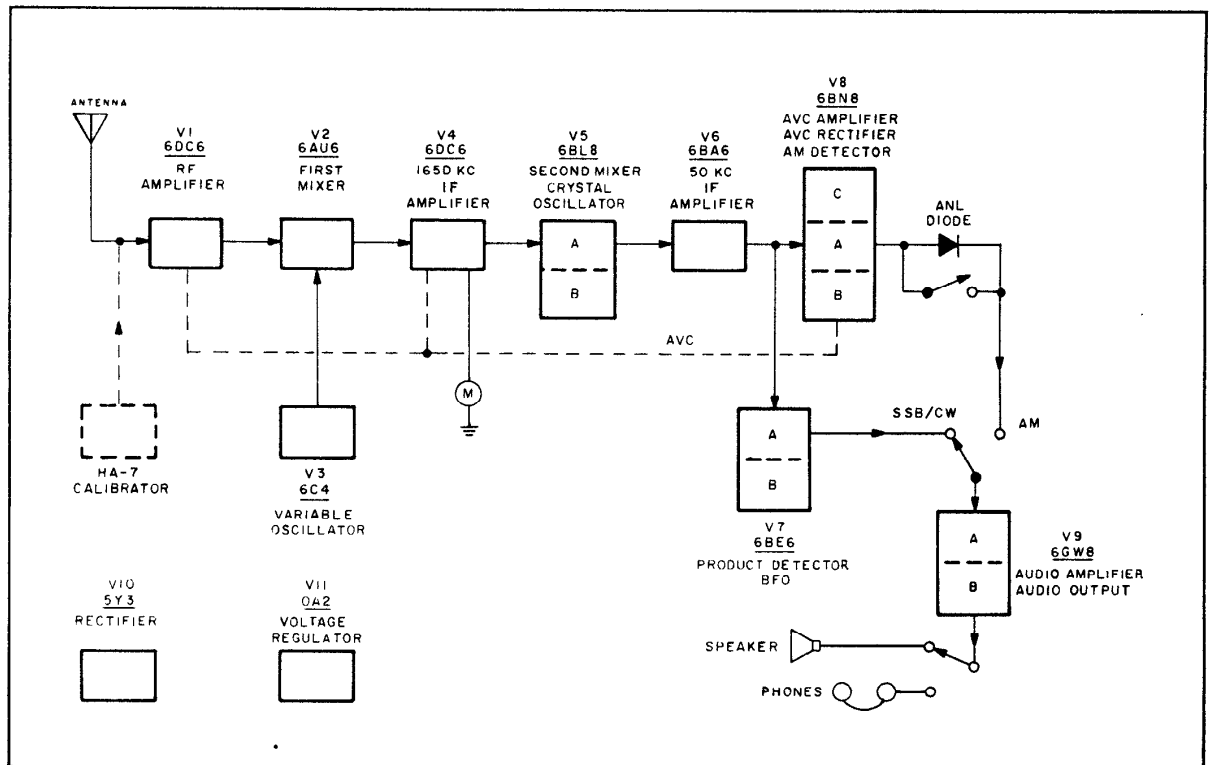 ANTENNA
V1
6DC6
RF
AMPLIFIER
V2
6AU6
FIRST
MIXER
V4
6DC6
1650 KC
IF
AMPLIFIER
V5
6BL8
SECOND MIXER
CRYSTAL
OSCILLATOR
A
B
V6
6BA6
50 KC
IF
AMPLIFIER
V8
6BN8
AVC AMPLIFIER
AVC RECTIFIER
AM DETECTOR
C
A
B
ANL
DIODE
AVC
M
HA-7
CALIBRATOR
V3
6C4
VARIABLE
OSCILLATOR
A
B
V7
6BE6
PRODUCT DETECTOR
BFO
SSB/CW
AM
A
B
V9
6GW8
AUDIO AMPLIFIER
AUDIO OUTPUT
V10
5Y3
RECTIFIER
V11
OA2
VOLTAGE
REGULATOR
SPEAKER
PHONES